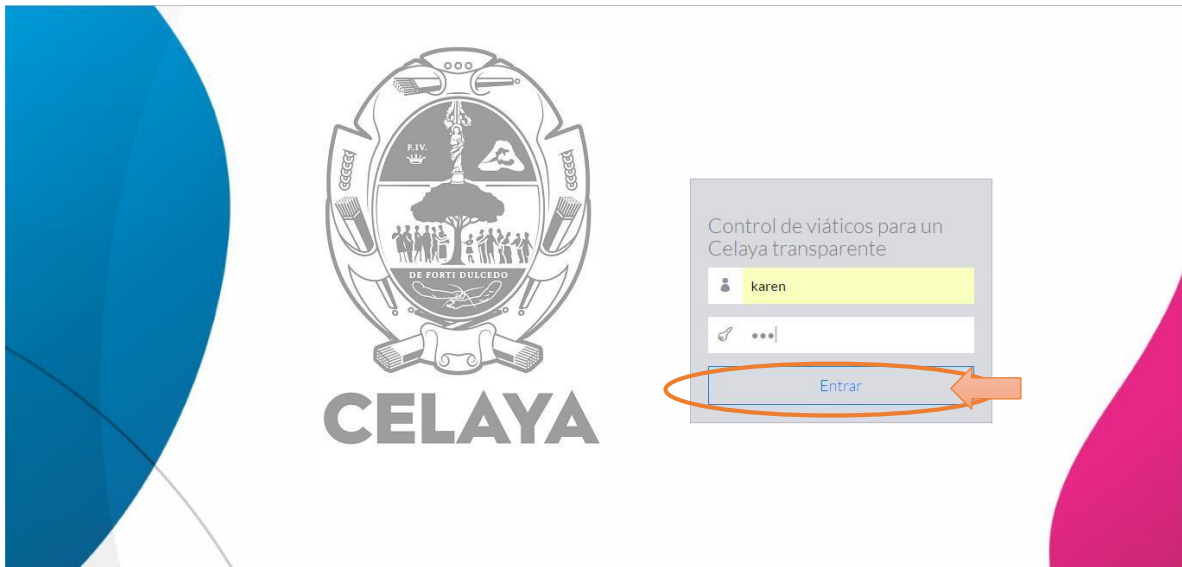 F.IV.
DE FORTI DULCEDO
CELAYA
Control de viáticos para un
Celaya transparente
karen
•••
Entrar